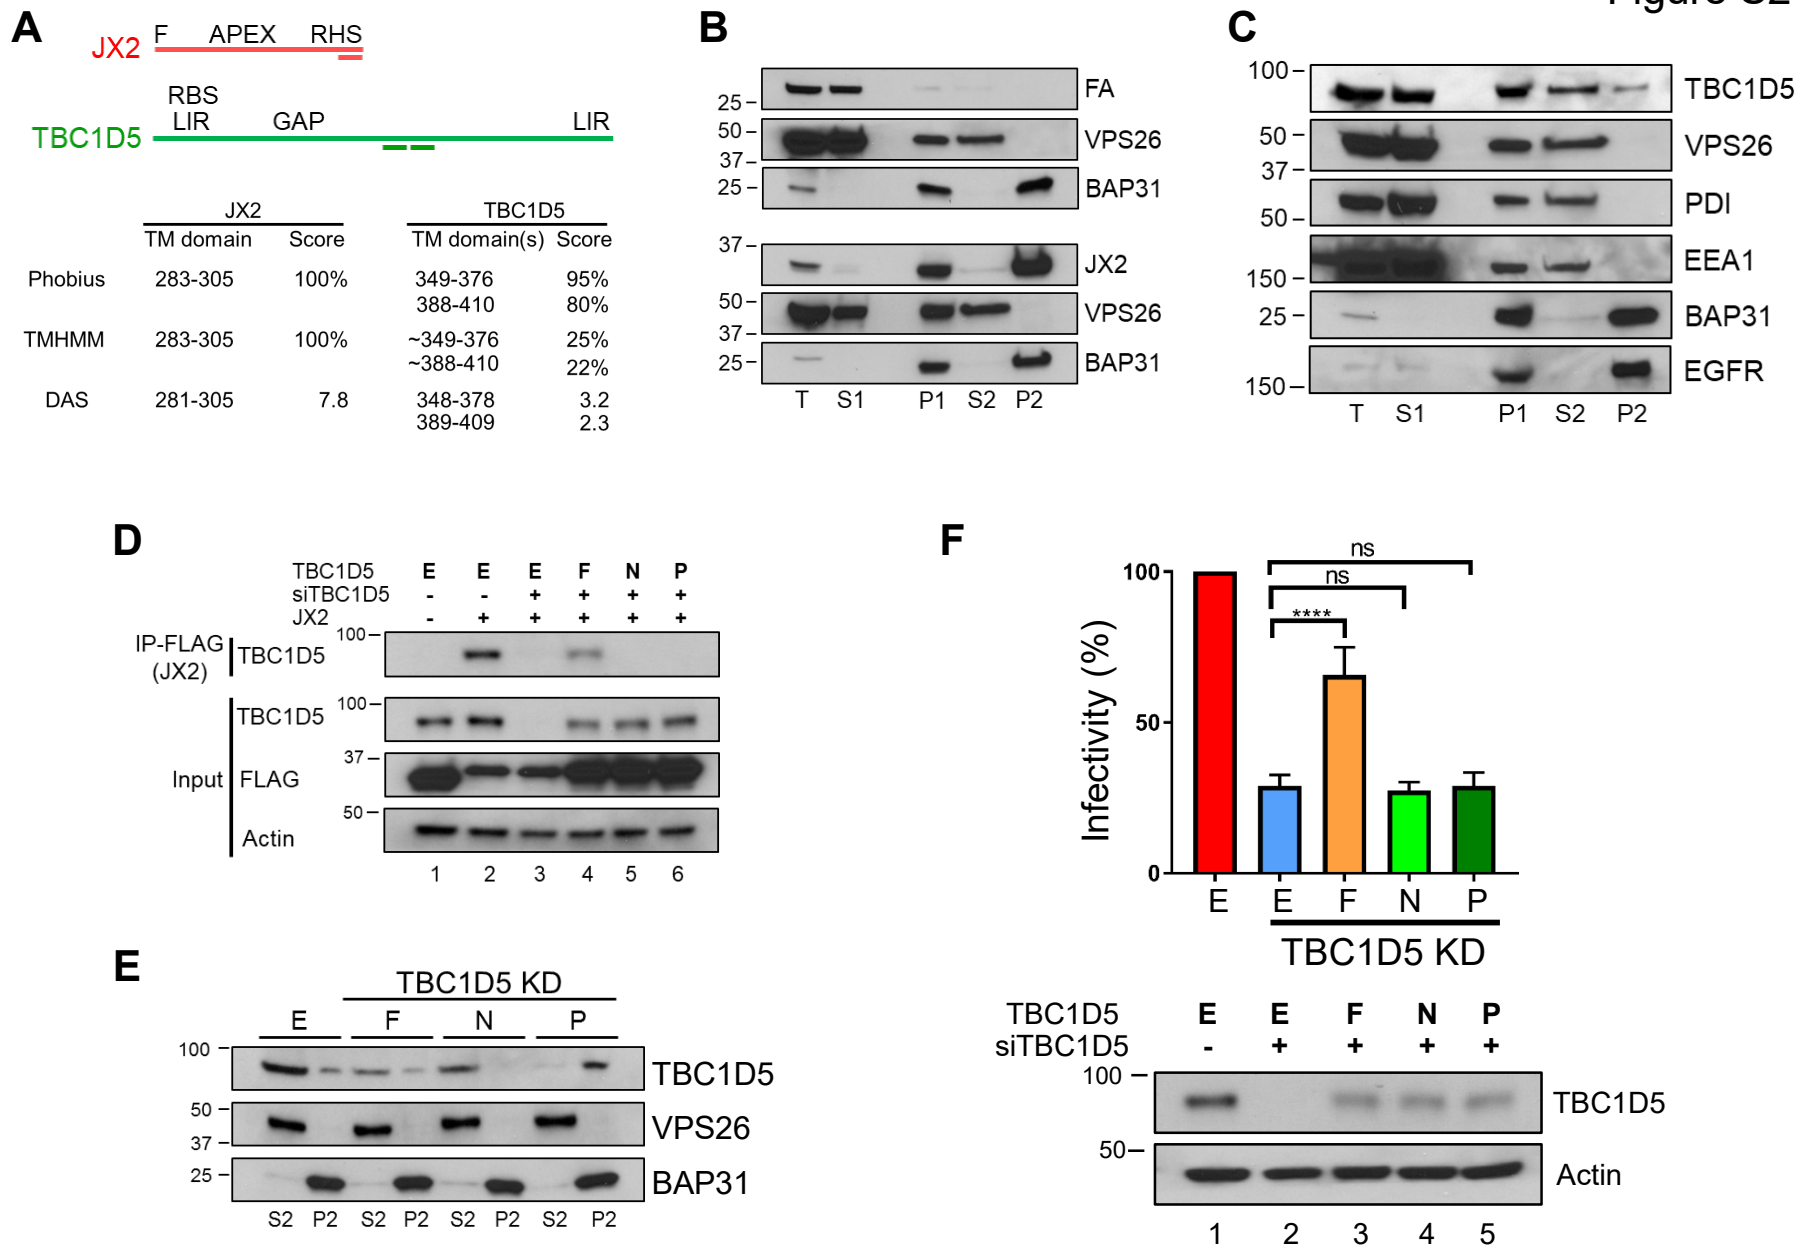 Figure S2
A
F APEX RHS
JX2
RBS
LIR GAP LIR
TBC1D5
JX2 TBC1D5
TM domain Score TM domain(s) Score
Phobius 283-305 100% 349-376 95%
388-410 80%
TMHMM 283-305 100% ~349-376 25%
~388-410 22%
DAS 281-305 7.8 348-378 3.2
389-409 2.3
B
25 FA
50 VPS26
37
25 BAP31
37 JX2
50 VPS26
37
25 BAP31
T S1 P1 S2 P2
C
100 TBC1D5
50 VPS26
37
PDI
50
EEA1
150
25 BAP31
EGFR
150
T S1 P1 S2 P2
D
TBC1D5 E E E F N P
siTBC1D5 - - + + + +
JX2 - + + + + +
100
IP-FLAG
(JX2) TBC1D5
100
TBC1D5
37
Input FLAG
50
Actin
1 2 3 4 5 6
E
TBC1D5 KD
E F N P
100 TBC1D5
50 VPS26
37
25 BAP31
S2 P2 S2 P2 S2 P2 S2 P2
F
ns
ns
****
100
50
0
Infectivity (%)
E E F N P
TBC1D5 KD
TBC1D5 E E F N P
siTBC1D5 - + + + +
100 TBC1D5
50
Actin
1 2 3 4 5